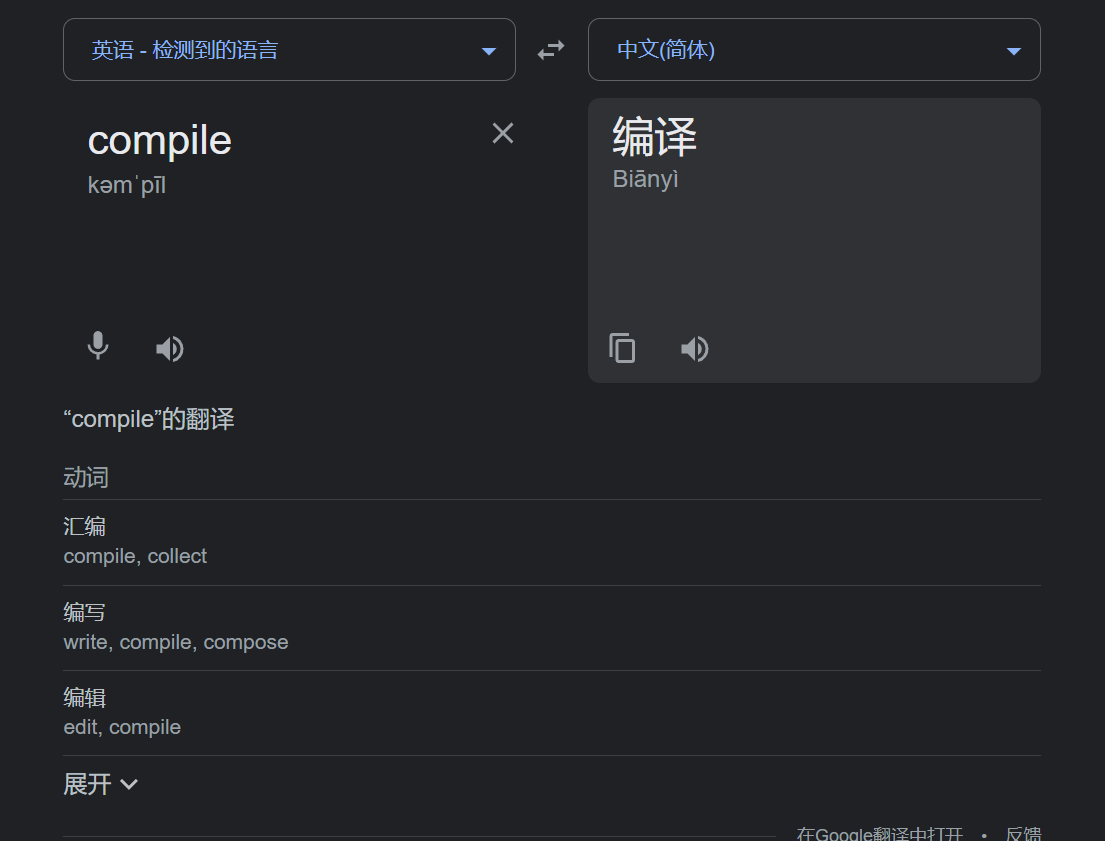 英语 - 检测到的语言
中文(简体)
compile
kəmˈpīl
编译
Biānyì
“compile”的翻译
动词
汇编
compile, collect
编写
write, compile, compose
编辑
edit, compile
展开
在Google翻译中打开 • 反馈